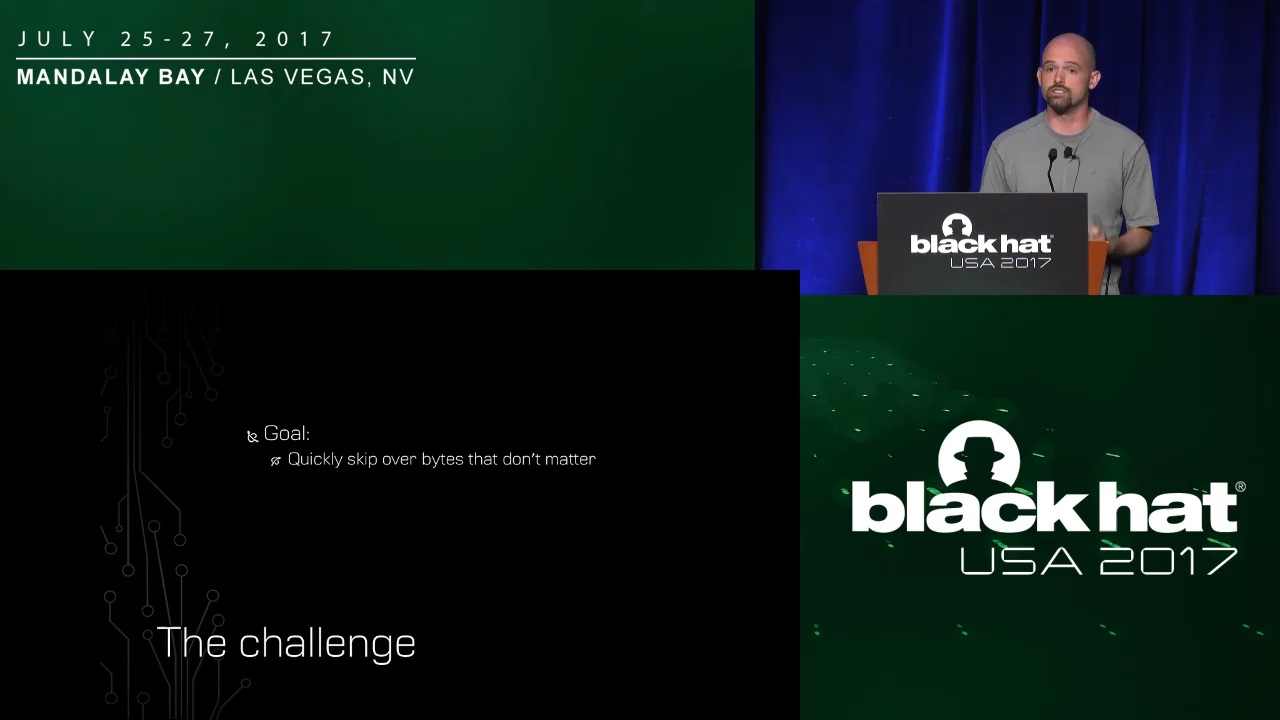 JULY 25-27, 2017
MANDALAY BAY / LAS VEGAS, NV
black hat
USA 2017
Goal:
Quickly skip over bytes that don't matter
The challenge
black hat®
USA 2017